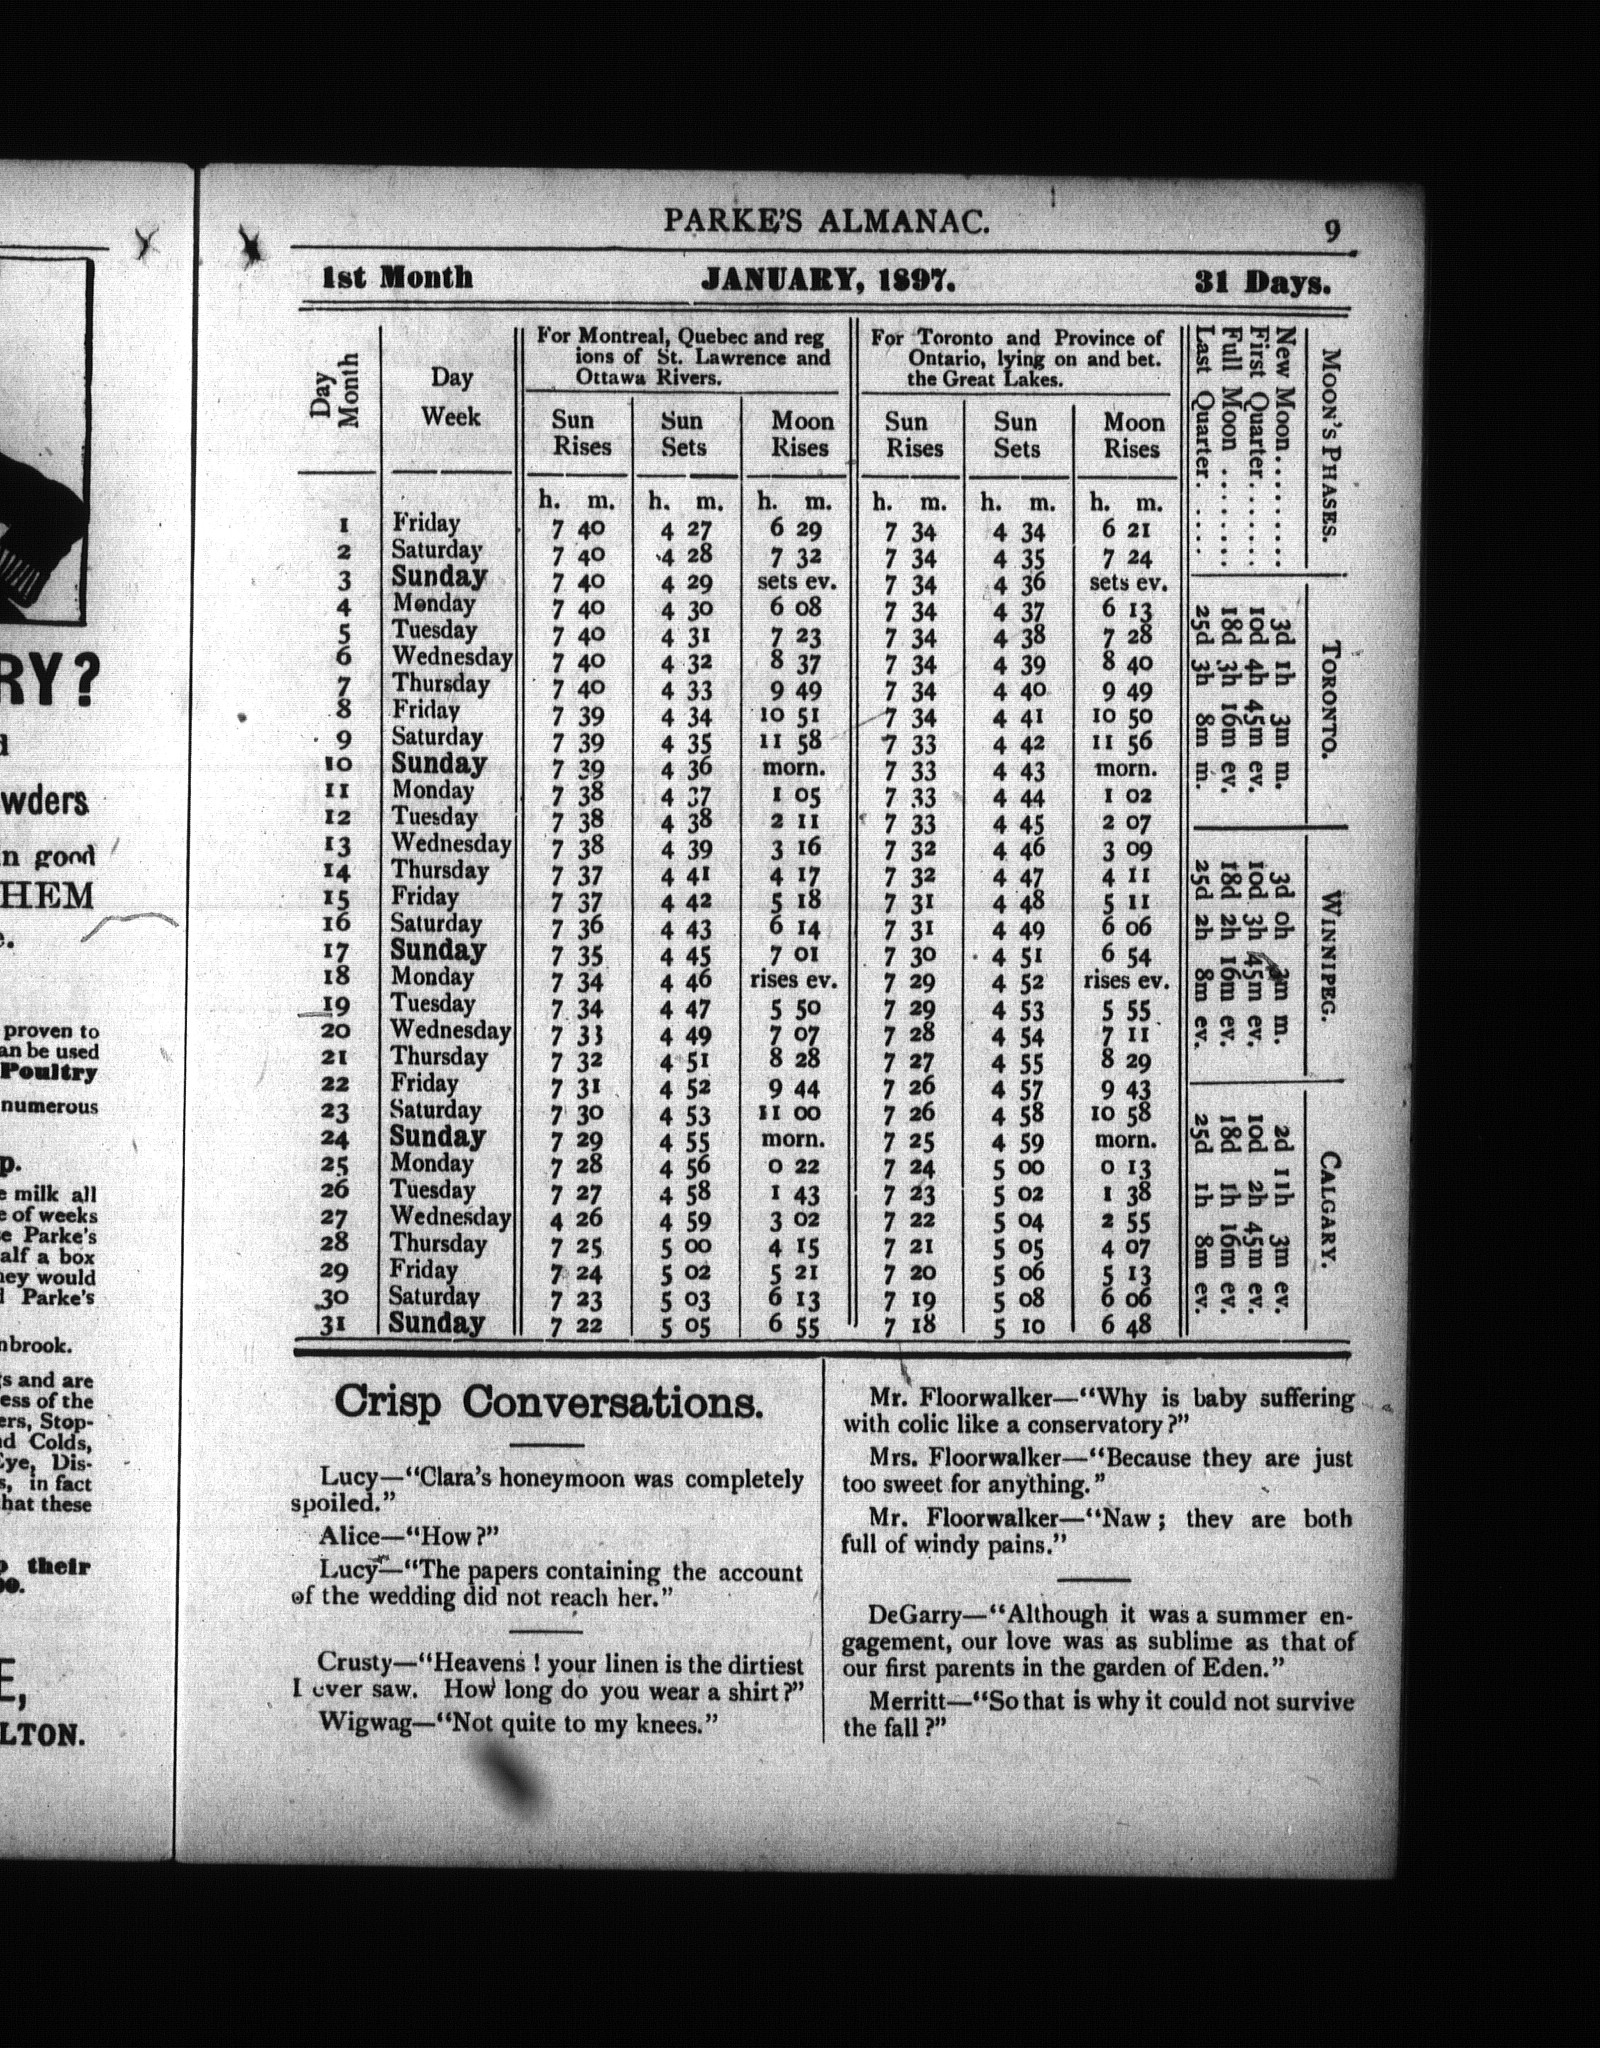 RY?
wders
n good
HEM
proven to
an be used
Poultry
numerous
p.
e milk all
e of weeks
e Parke's
alf a box
ney would
Parke's
nbrook.
s and are
ess of the
ers, Stop-
d Colds,
Eye, Dis-
s, in fact
hat these
their
E,
LTON.
PARKE'S ALMANAC.
9
1st Month JANUARY, 1897. 31 Days.
Day
Month
Day
Week
For Montreal, Quebec and reg
ions of St. Lawrence and
Ottawa Rivers.
For Toronto and Province of
Ontario, lying on and bet.
the Great Lakes.
Sun Rises Sun Sets Moon Rises Sun Rises Sun Sets Moon Rises
h. m. h. m. h. m. h. m. h. m. h. m.
1 Friday 7 40 4 27 6 29 7 34 4 34 6 21
2 Saturday 7 40 4 28 7 32 7 34 4 35 7 24
3 Sunday 7 40 4 29 sets ev. 7 34 4 36 sets ev.
4 Monday 7 40 4 30 6 08 7 34 4 37 6 13
5 Tuesday 7 40 4 31 7 23 7 34 4 38 7 28
6 Wednesday 7 40 4 32 8 37 7 34 4 39 8 40
7 Thursday 7 40 4 33 9 49 7 34 4 40 9 49
8 Friday 7 39 4 34 10 51 7 34 4 41 10 50
9 Saturday 7 39 4 35 11 58 7 33 4 42 11 56
10 Sunday 7 39 4 36 morn. 7 33 4 43 morn.
11 Monday 7 38 4 37 1 05 7 33 4 44 1 02
12 Tuesday 7 38 4 38 2 11 7 33 4 45 2 07
13 Wednesday 7 38 4 39 3 16 7 32 4 46 3 09
14 Thursday 7 37 4 41 4 17 7 32 4 47 4 11
15 Friday 7 37 4 42 5 18 7 31 4 48 5 11
16 Saturday 7 36 4 43 6 14 7 31 4 49 6 06
17 Sunday 7 35 4 45 7 01 7 30 4 51 6 54
18 Monday 7 34 4 46 rises ev. 7 29 4 52 rises ev.
19 Tuesday 7 34 4 47 5 50 7 29 4 53 5 55
20 Wednesday 7 33 4 49 7 07 7 28 4 54 7 11
21 Thursday 7 32 4 51 8 28 7 27 4 55 8 29
22 Friday 7 31 4 52 9 44 7 26 4 57 9 43
23 Saturday 7 30 4 53 11 00 7 26 4 58 10 58
24 Sunday 7 29 4 55 morn. 7 25 4 59 morn.
25 Monday 7 28 4 56 0 22 7 24 5 00 0 13
26 Tuesday 7 27 4 58 1 43 7 23 5 02 1 38
27 Wednesday 4 26 4 59 3 02 7 22 5 04 2 55
28 Thursday 7 25 5 00 4 15 7 21 5 05 4 07
29 Friday 7 24 5 02 5 21 7 20 5 06 5 13
30 Saturday 7 23 5 03 6 13 7 19 5 08 6 06
31 Sunday 7 22 5 05 6 55 7 18 5 10 6 48
MOON'S PHASES. TORONTO. WINNIPEG. CALGARY.
New Moon........ 3d 1h 3m m. 3d 0h 3m m. 2d 11h 3m ev.
First Quarter...... 10d 4h 45m ev. 10d 3h 45m ev. 10d 2h 45m ev.
Full Moon ....... 18d 3h 16m ev. 18d 2h 16m ev. 18d 1h 16m ev.
Last Quarter..... 25d 3h 8m m. 25d 2h 8m ev. 25d 1h 8m ev.
Crisp Conversations.
Lucy—"Clara's honeymoon was completely
spoiled."
Alice—"How?"
Lucy—"The papers containing the account
of the wedding did not reach her."
Crusty—"Heavens! your linen is the dirtiest
I ever saw. How long do you wear a shirt?"
Wigwag—"Not quite to my knees."
Mr. Floorwalker—"Why is baby suffering
with colic like a conservatory?"
Mrs. Floorwalker—"Because they are just
too sweet for anything."
Mr. Floorwalker—"Naw; they are both
full of windy pains."
DeGarry—"Although it was a summer en-
gagement, our love was as sublime as that of
our first parents in the garden of Eden."
Merritt—"So that is why it could not survive
the fall?"